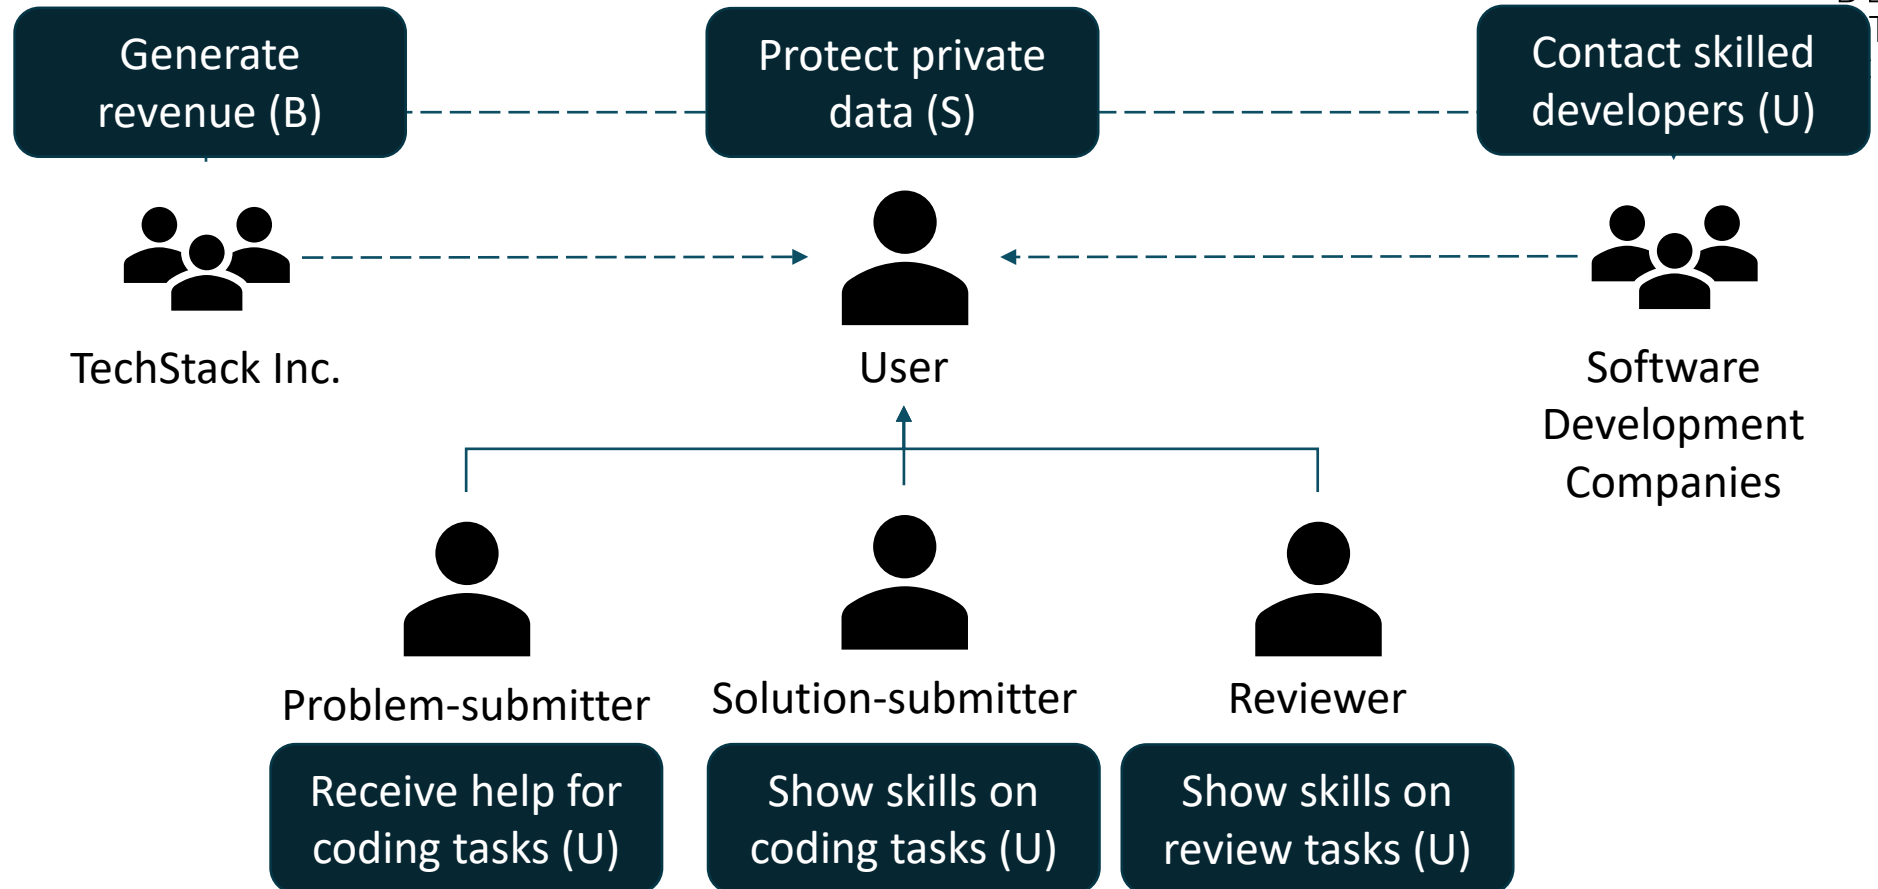 Generate
revenue (B)
Protect private
data (S)
Contact skilled
developers (U)
TechStack Inc.
User
Software
Development
Companies
Problem-submitter
Solution-submitter
Reviewer
Receive help for
coding tasks (U)
Show skills on
coding tasks (U)
Show skills on
review tasks (U)